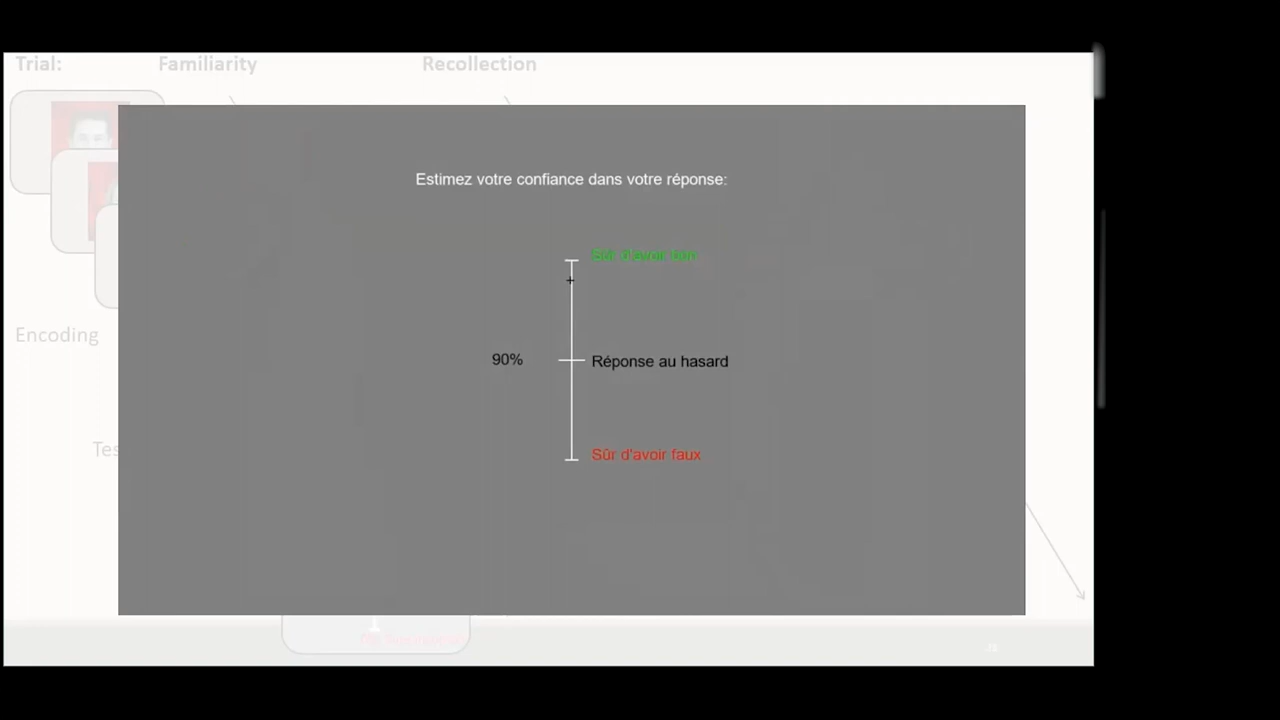 Trial: Familiarity Recollection
Estimez votre confiance dans votre réponse:
Sûr d'avoir bon
90% Réponse au hasard
Encoding
Sûr d'avoir faux